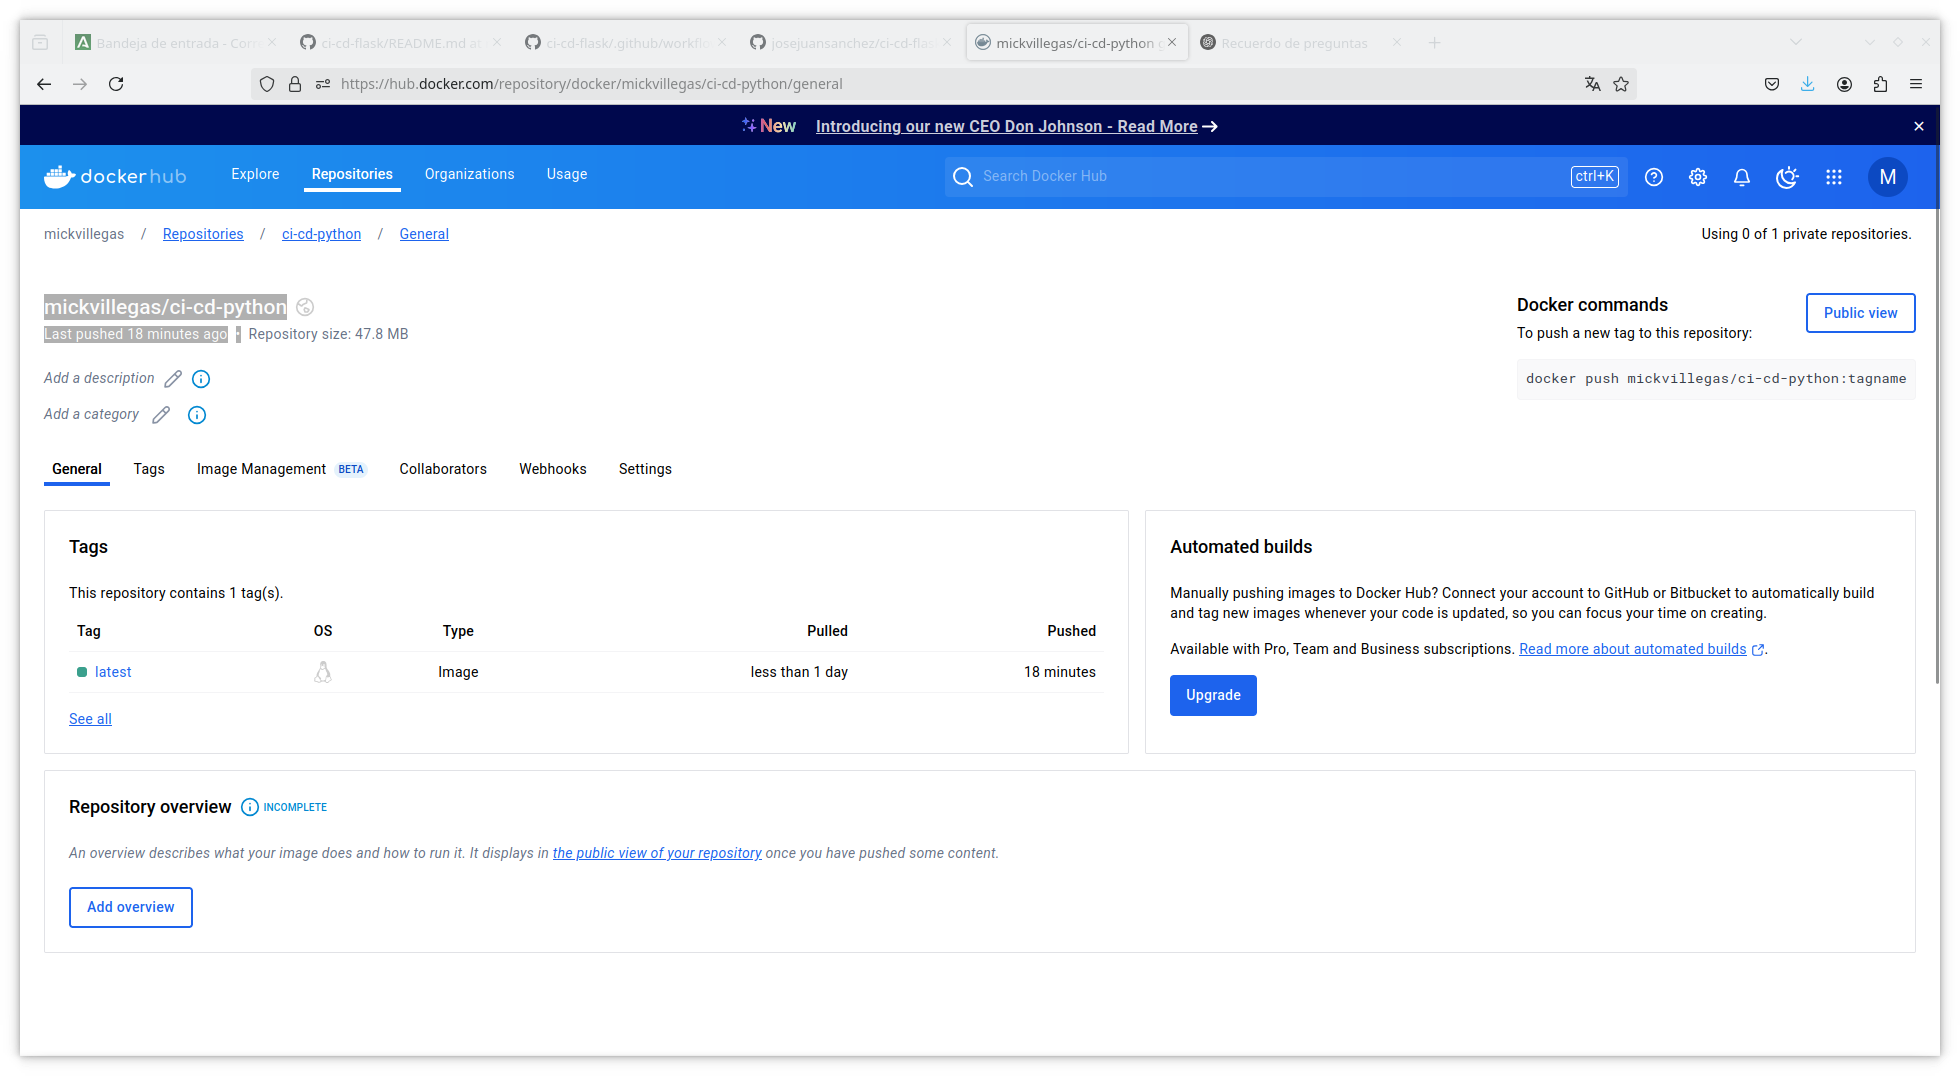 Bandeja de entrada - Corr
ci-cd-flask/README.md at
ci-cd-flask/.github/workflo
josejuansanchez/ci-cd-flas
mickvillegas/ci-cd-python g
Recuerdo de preguntas
https://hub.docker.com/repository/docker/mickvillegas/ci-cd-python/general
New Introducing our new CEO Don Johnson - Read More →
dockerhub
Explore
Repositories
Organizations
Usage
Search Docker Hub
ctrl+K
M
mickvillegas / Repositories / ci-cd-python / General
Using 0 of 1 private repositories.
mickvillegas/ci-cd-python
Last pushed 18 minutes ago • Repository size: 47.8 MB
Add a description
Add a category
Docker commands
Public view
To push a new tag to this repository:
docker push mickvillegas/ci-cd-python:tagname
General
Tags
Image Management BETA
Collaborators
Webhooks
Settings
Tags
This repository contains 1 tag(s).
Tag OS Type Pulled Pushed
latest Image less than 1 day 18 minutes
See all
Automated builds
Manually pushing images to Docker Hub? Connect your account to GitHub or Bitbucket to automatically build
and tag new images whenever your code is updated, so you can focus your time on creating.
Available with Pro, Team and Business subscriptions. Read more about automated builds .
Upgrade
Repository overview INCOMPLETE
An overview describes what your image does and how to run it. It displays in the public view of your repository once you have pushed some content.
Add overview